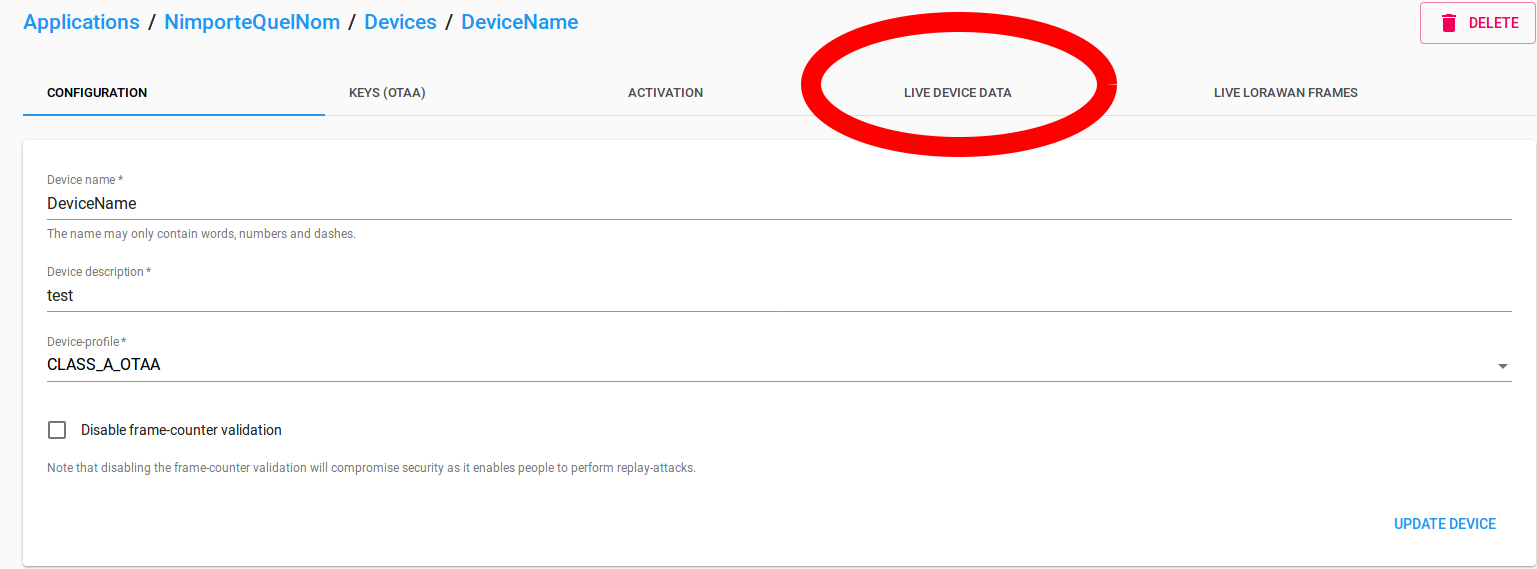 Applications / NimporteQuelNom / Devices / DeviceName
DELETE
CONFIGURATION KEYS (OTAA) ACTIVATION LIVE DEVICE DATA LIVE LORAWAN FRAMES
Device name *
DeviceName
The name may only contain words, numbers and dashes.
Device description *
test
Device-profile *
CLASS_A_OTAA
Disable frame-counter validation
Note that disabling the frame-counter validation will compromise security as it enables people to perform replay-attacks.
UPDATE DEVICE